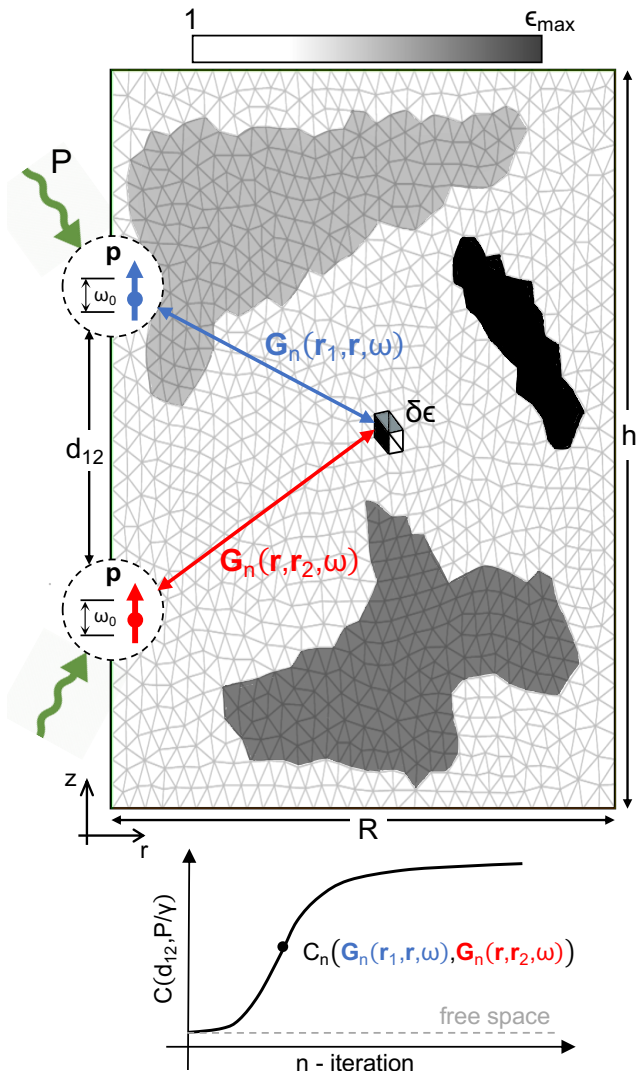 1
ϵmax
P
p
ω₀
Gₙ(r₁,r,ω)
δϵ
d₁₂
h
Gₙ(r,r₂,ω)
p
ω₀
z
r
R
C(d₁₂,P/γ)
Cₙ(Gₙ(r₁,r,ω),Gₙ(r,r₂,ω))
free space
n - iteration